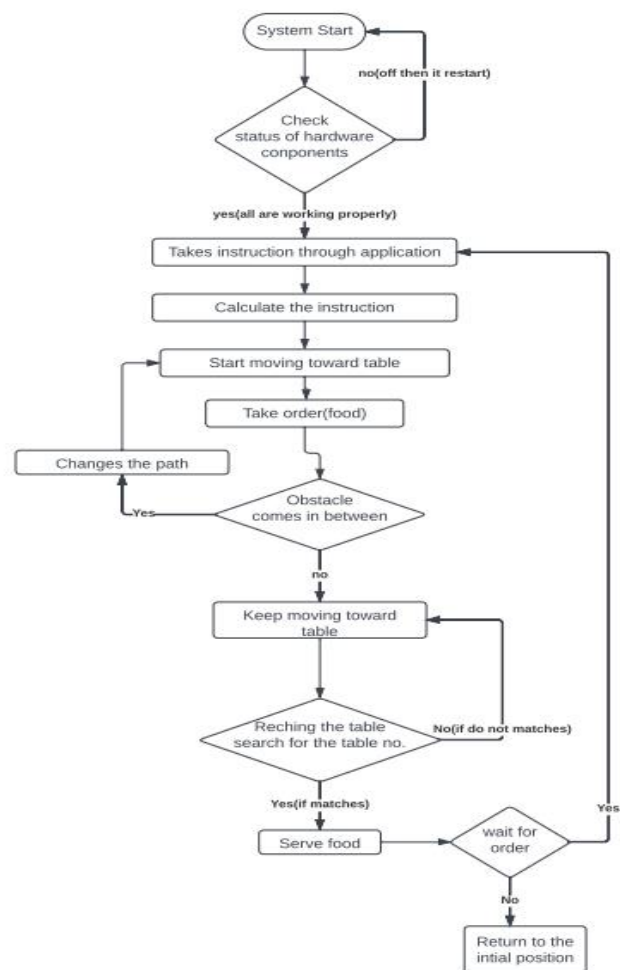 System Start
no(off then it restart)
Check
status of hardware
conponents
yes(all are working properly)
Takes instruction through application
Calculate the instruction
Start moving toward table
Take order(food)
Changes the path
Obstacle
comes in between
Yes
no
Keep moving toward
table
Reching the table
search for the table no.
No(if do not matches)
Yes(if matches)
Serve food
wait for
order
Yes
No
Return to the
intial position